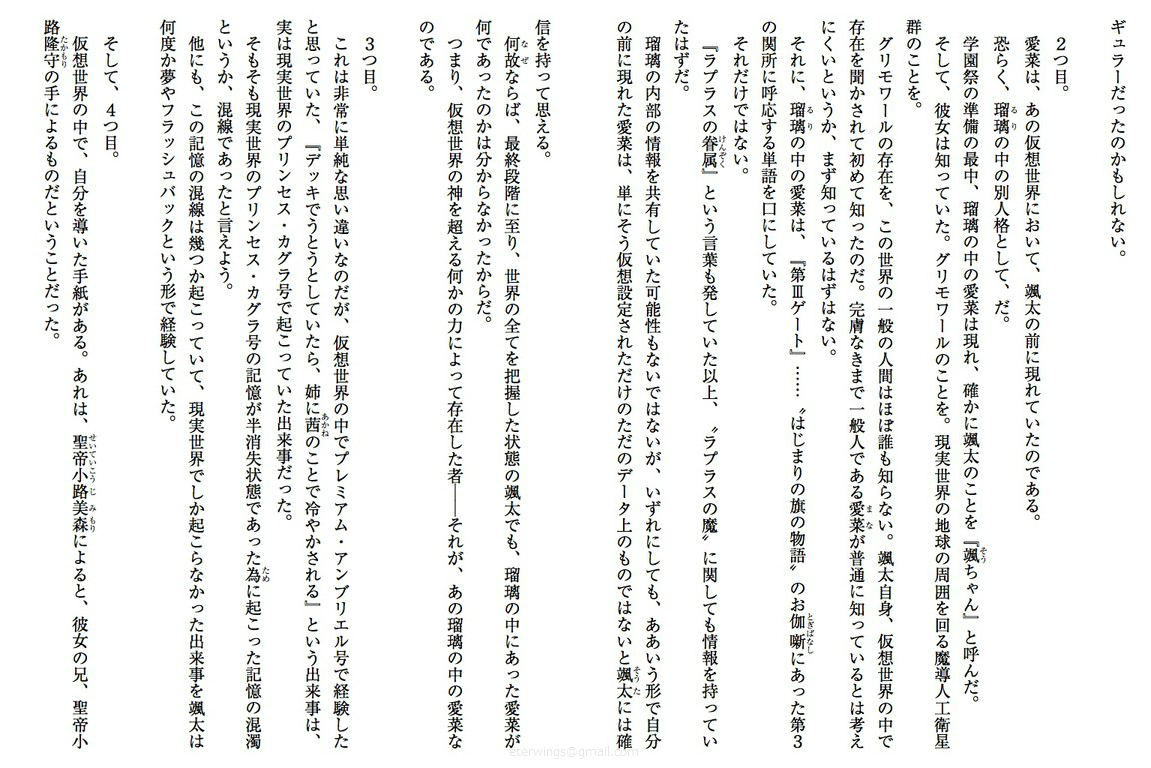 ギュラーだったのかもしれない。
２つ目。
愛菜は、あの仮想世界において、颯太の前に現れていたのである。
恐らく、瑠璃の中の別人格として、だ。
学園祭の準備の最中、瑠璃の中の愛菜は現れ、確かに颯太のことを『颯ちゃん』と呼んだ。
そして、彼女は知っていた。グリモワールのことを。現実世界の地球の周囲を回る魔導人工衛星
群のことを。
グリモワールの存在を、この世界の一般の人間はほぼ誰も知らない。颯太自身、仮想世界の中で
存在を聞かされて初めて知ったのだ。完膚なきまで一般人である愛菜が普通に知っているとは考え
にくいというか、まず知っているはずはない。
それに、瑠璃の中の愛菜は、『第Ⅲゲート』……〝はじまりの旗の物語〟のお伽噺にあった第３
の関所に呼応する単語を口にしていた。
それだけではない。
『ラプラスの眷属』という言葉も発していた以上、〝ラプラスの魔〟に関しても情報を持ってい
たはずだ。
瑠璃の内部の情報を共有していた可能性もないではないが、いずれにしても、ああいう形で自分
の前に現れた愛菜は、単にそう仮想設定されただけのただのデータ上のものではないと颯太には確
信を持って思える。
何故ならば、最終段階に至り、世界の全てを把握した状態の颯太でも、瑠璃の中にあった愛菜が
何であったのかは分からなかったからだ。
つまり、仮想世界の神を超える何かの力によって存在した者――それが、あの瑠璃の中の愛菜な
のである。
３つ目。
これは非常に単純な思い違いなのだが、仮想世界の中でプレミアム・アンブリエル号で経験した
と思っていた、『デッキでうとうとしていたら、姉に茜のことで冷やかされる』という出来事は、
実は現実世界のプリンセス・カグラ号で起こっていた出来事だった。
そもそも現実世界のプリンセス・カグラ号の記憶が半消失状態であった為に起こった記憶の混濁
というか、混線であったと言えよう。
他にも、この記憶の混線は幾つか起こっていて、現実世界でしか起こらなかった出来事を颯太は
何度か夢やフラッシュバックという形で経験していた。
そして、４つ目。
仮想世界の中で、自分を導いた手紙がある。あれは、聖帝小路美森によると、彼女の兄、聖帝小
路隆守の手によるものだということだった。
eterwings@gmail.com